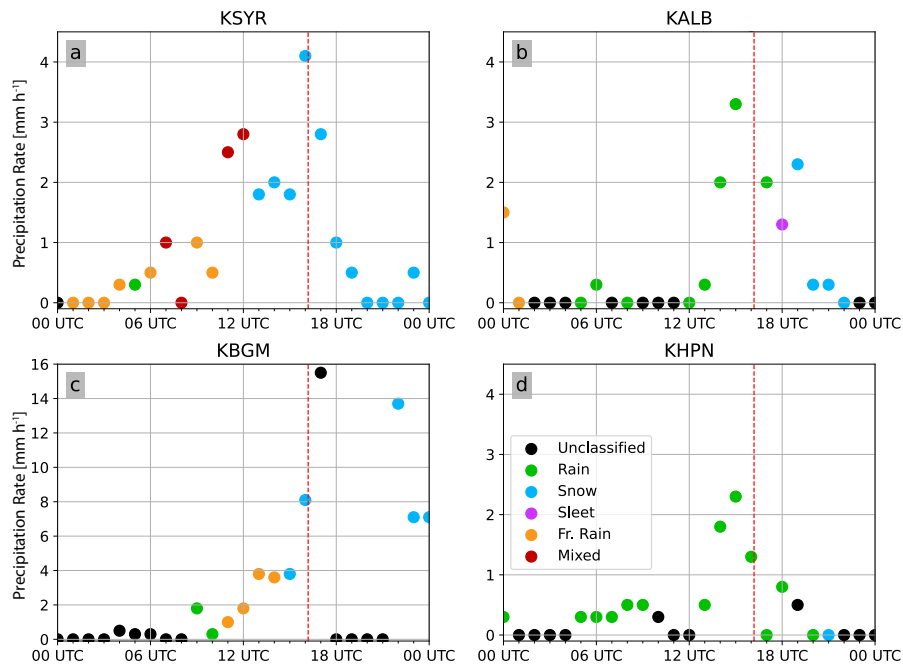 KSYR
KALB
a
b
Precipitation Rate [mm h⁻¹]
4
3
2
1
0
4
3
2
1
0
00 UTC
06 UTC
12 UTC
18 UTC
00 UTC
00 UTC
06 UTC
12 UTC
18 UTC
00 UTC
KBGM
KHPN
c
d
Precipitation Rate [mm h⁻¹]
16
14
12
10
8
6
4
2
0
4
3
2
1
0
Unclassified
Rain
Snow
Sleet
Fr. Rain
Mixed
00 UTC
06 UTC
12 UTC
18 UTC
00 UTC
00 UTC
06 UTC
12 UTC
18 UTC
00 UTC